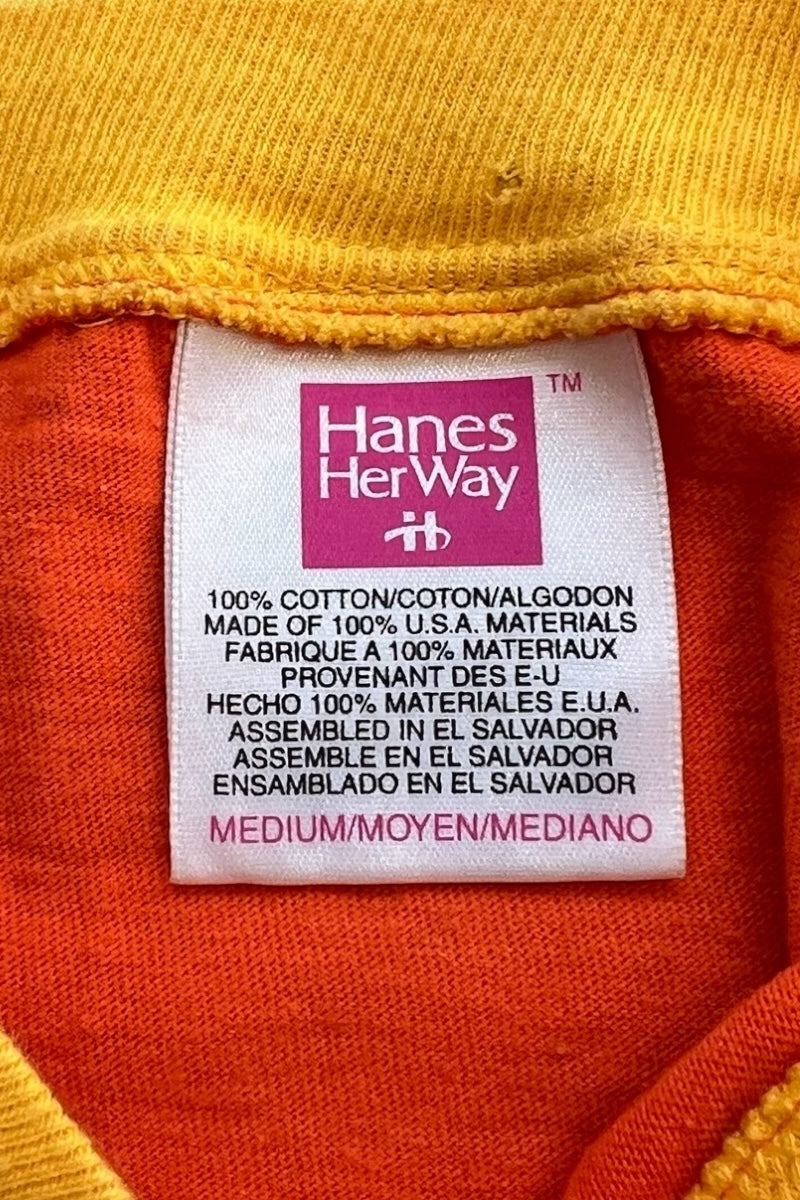 Hanes TM
HerWay
100% COTTON/COTON/ALGODON
MADE OF 100% U.S.A. MATERIALS
FABRIQUE A 100% MATERIAUX
PROVENANT DES E-U
HECHO 100% MATERIALES E.U.A.
ASSEMBLED IN EL SALVADOR
ASSEMBLE EN EL SALVADOR
ENSAMBLADO EN EL SALVADOR
MEDIUM/MOYEN/MEDIANO